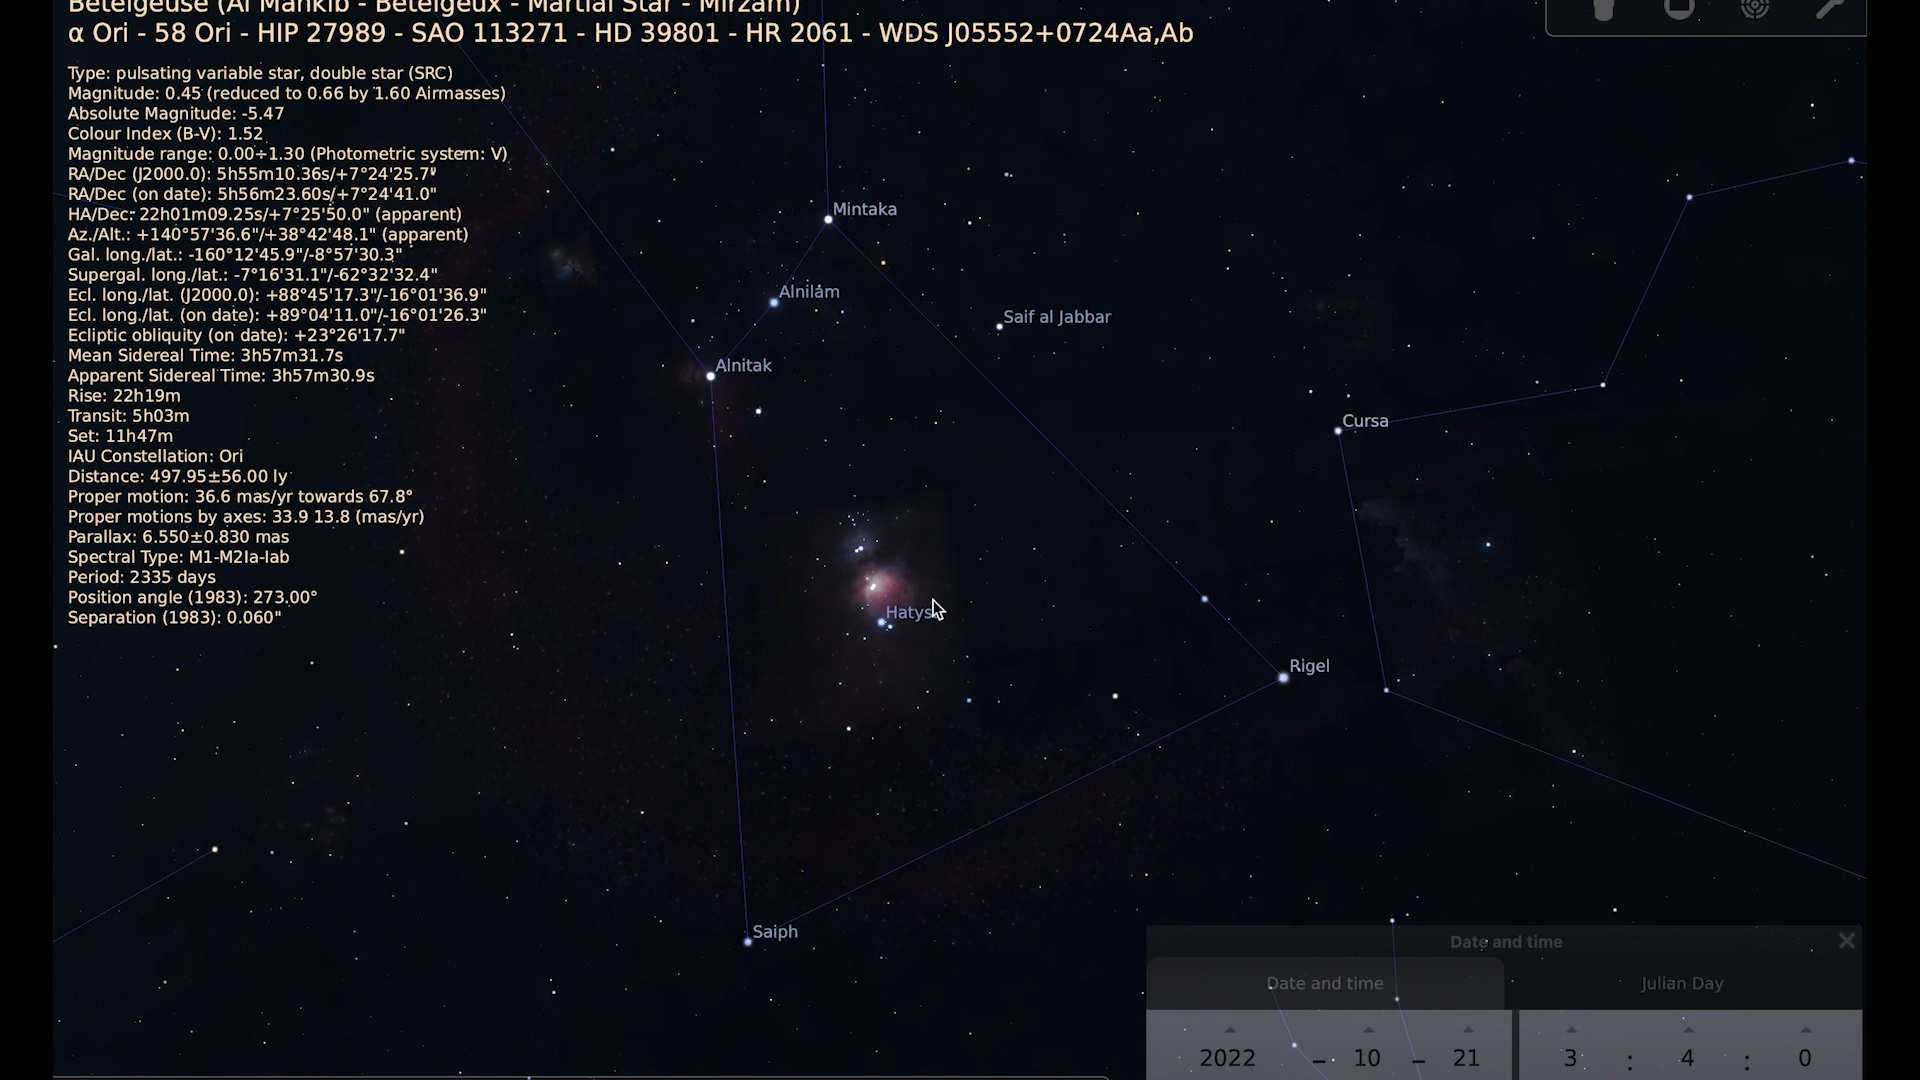 Betelgeuse (Al Mankib - Betelgeux - Martial Star - Mirzam)
α Ori - 58 Ori - HIP 27989 - SAO 113271 - HD 39801 - HR 2061 - WDS J05552+0724Aa,Ab
Type: pulsating variable star, double star (SRC)
Magnitude: 0.45 (reduced to 0.66 by 1.60 Airmasses)
Absolute Magnitude: -5.47
Colour Index (B-V): 1.52
Magnitude range: 0.00÷1.30 (Photometric system: V)
RA/Dec (J2000.0): 5h55m10.36s/+7°24'25.7"
RA/Dec (on date): 5h56m23.60s/+7°24'41.0"
HA/Dec: 22h01m09.25s/+7°25'50.0" (apparent)
Az./Alt.: +140°57'36.6"/+38°42'48.1" (apparent)
Gal. long./lat.: -160°12'45.9"/-8°57'30.3"
Supergal. long./lat.: -7°16'31.1"/-62°32'32.4"
Ecl. long./lat. (J2000.0): +88°45'17.3"/-16°01'36.9"
Ecl. long./lat. (on date): +89°04'11.0"/-16°01'26.3"
Ecliptic obliquity (on date): +23°26'17.7"
Mean Sidereal Time: 3h57m31.7s
Apparent Sidereal Time: 3h57m30.9s
Rise: 22h19m
Transit: 5h03m
Set: 11h47m
IAU Constellation: Ori
Distance: 497.95±56.00 ly
Proper motion: 36.6 mas/yr towards 67.8°
Proper motions by axes: 33.9 13.8 (mas/yr)
Parallax: 6.550±0.830 mas
Spectral Type: M1-M2Ia-Iab
Period: 2335 days
Position angle (1983): 273.00°
Separation (1983): 0.060"
Mintaka
Alnilam
Saif al Jabbar
Alnitak
Cursa
Hatysa
Rigel
Saiph
Date and time
Date and time
Julian Day
2022 - 10 - 21
3 : 4 : 0